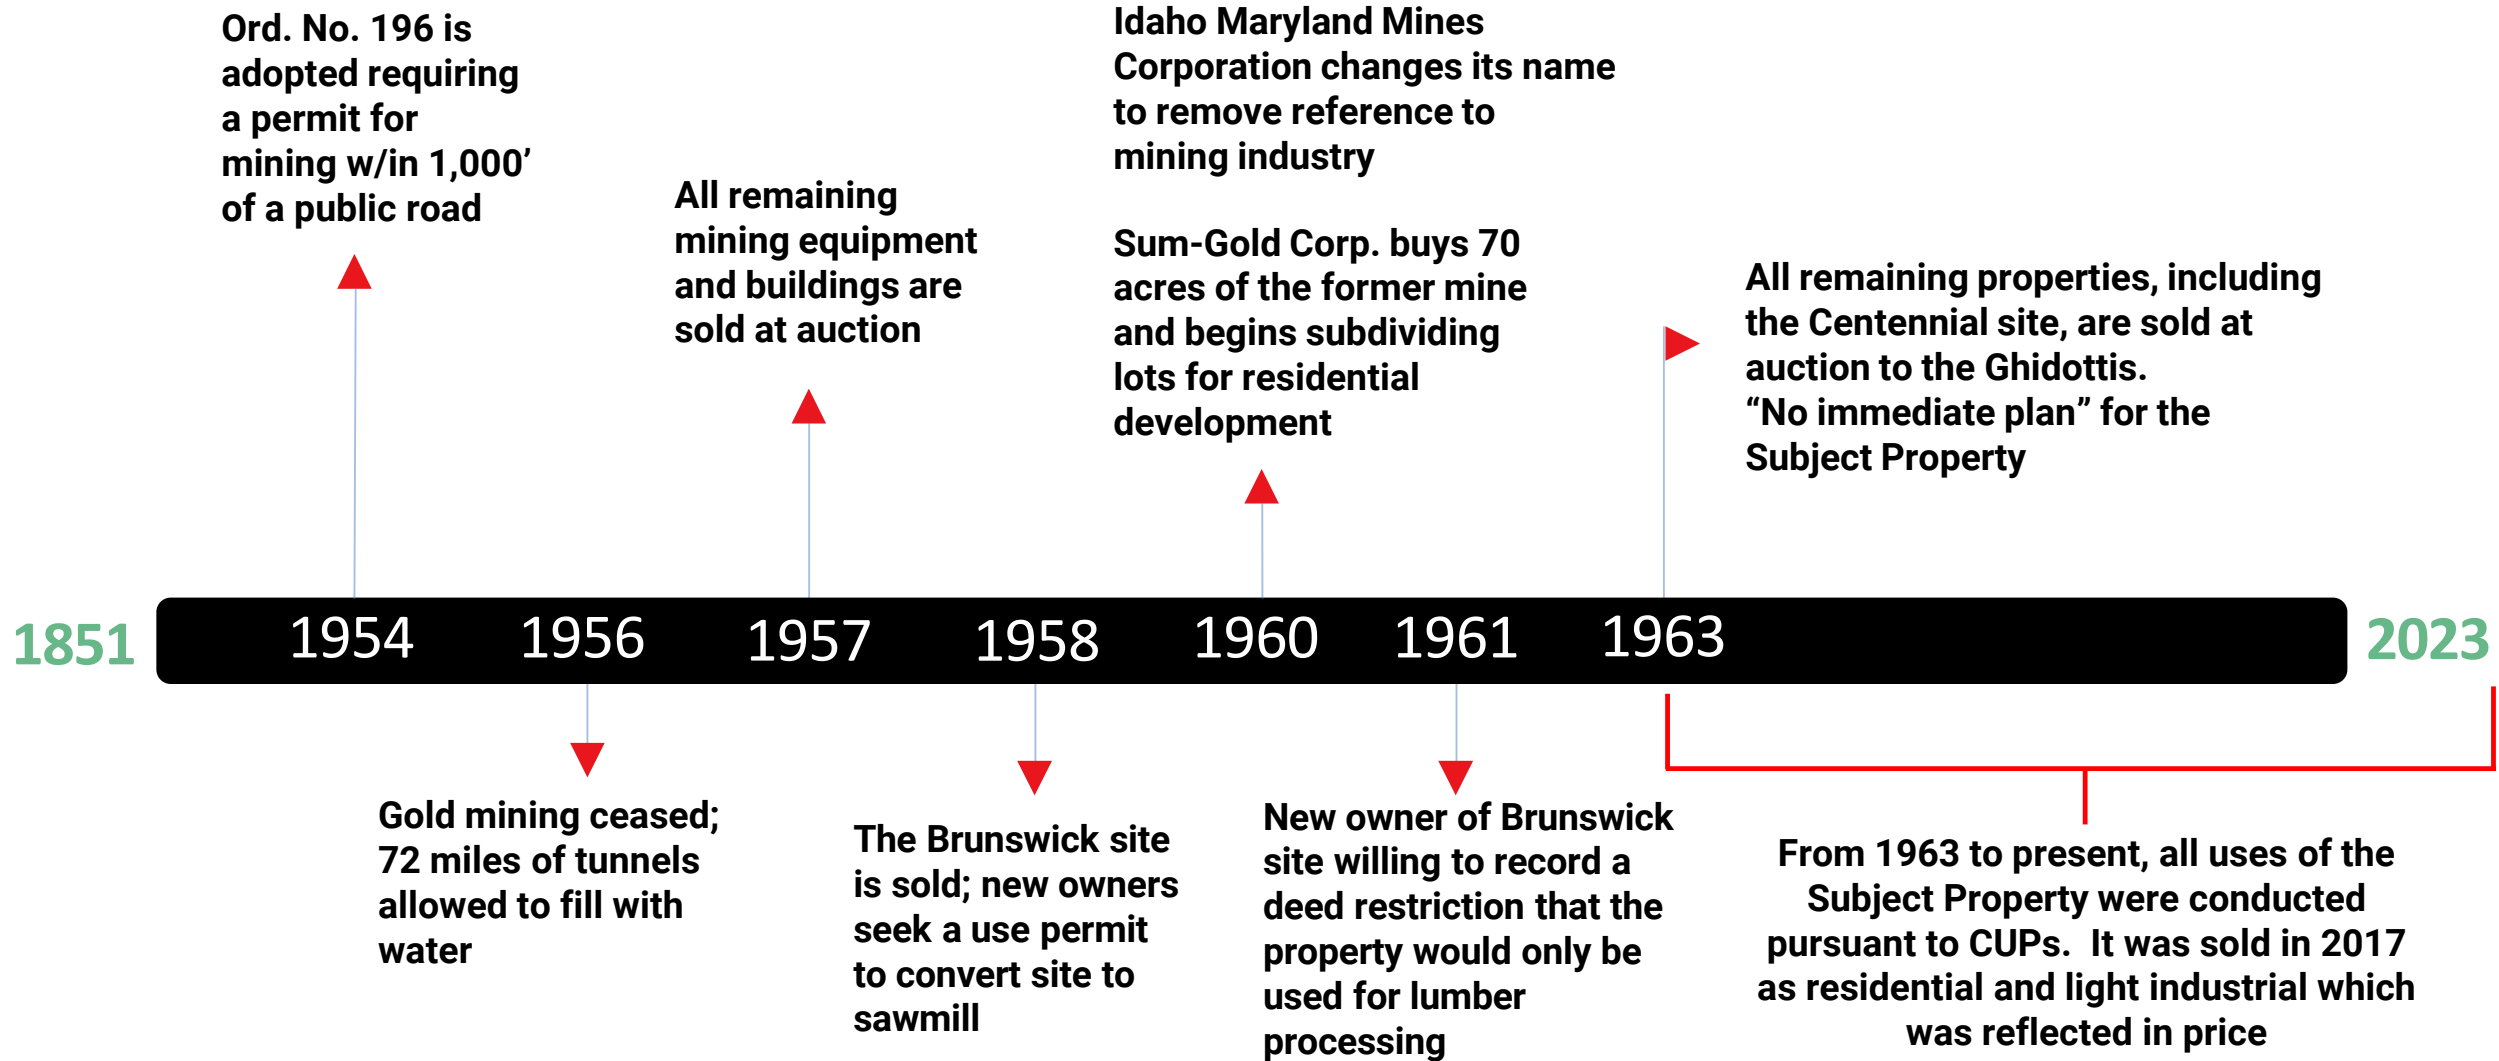 Ord. No. 196 is
adopted requiring
a permit for
mining w/in 1,000’
of a public road
All remaining
mining equipment
and buildings are
sold at auction
Idaho Maryland Mines
Corporation changes its name
to remove reference to
mining industry
Sum-Gold Corp. buys 70
acres of the former mine
and begins subdividing
lots for residential
development
All remaining properties, including
the Centennial site, are sold at
auction to the Ghidottis.
“No immediate plan” for the
Subject Property
1851
1954
1956
1957
1958
1960
1961
1963
2023
Gold mining ceased;
72 miles of tunnels
allowed to fill with
water
The Brunswick site
is sold; new owners
seek a use permit
to convert site to
sawmill
New owner of Brunswick
site willing to record a
deed restriction that the
property would only be
used for lumber
processing
From 1963 to present, all uses of the
Subject Property were conducted
pursuant to CUPs.  It was sold in 2017
as residential and light industrial which
was reflected in price